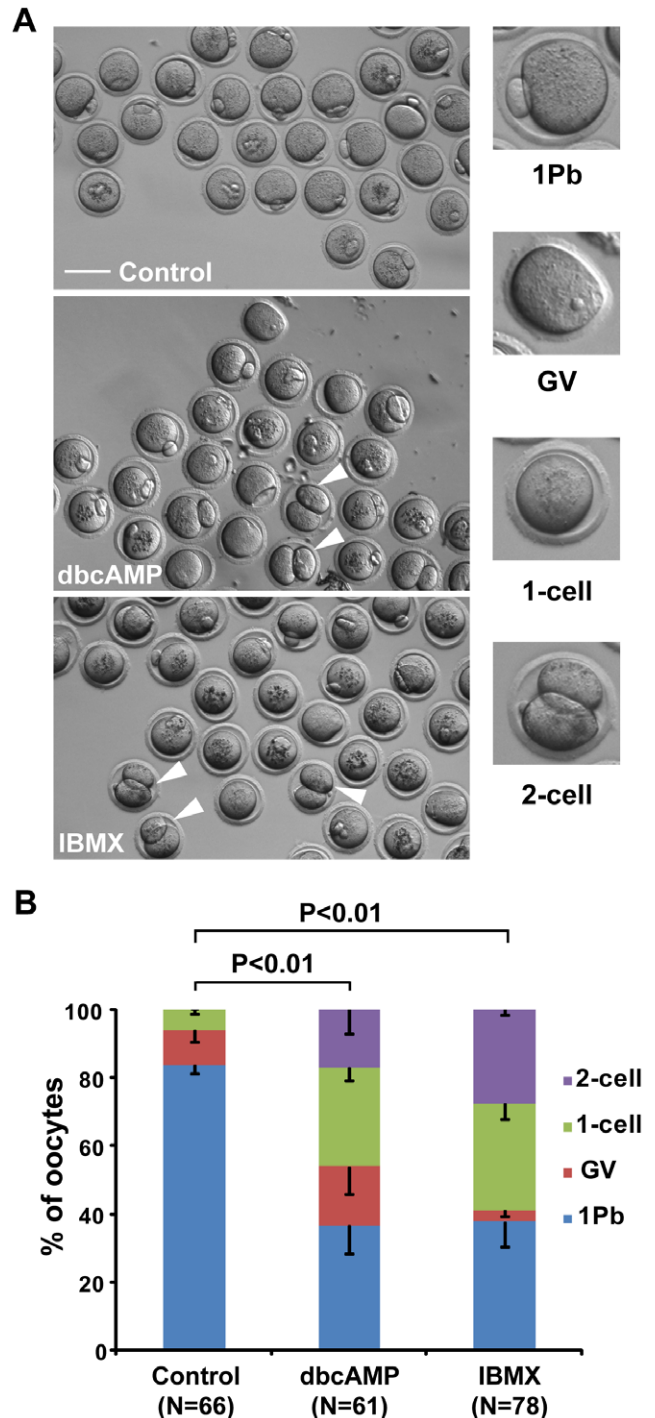 A
Control
dbcAMP
IBMX
1Pb
GV
1-cell
2-cell
B
P<0.01
P<0.01
% of oocytes
100
80
60
40
20
0
2-cell
1-cell
GV
1Pb
Control
(N=66)
dbcAMP
(N=61)
IBMX
(N=78)